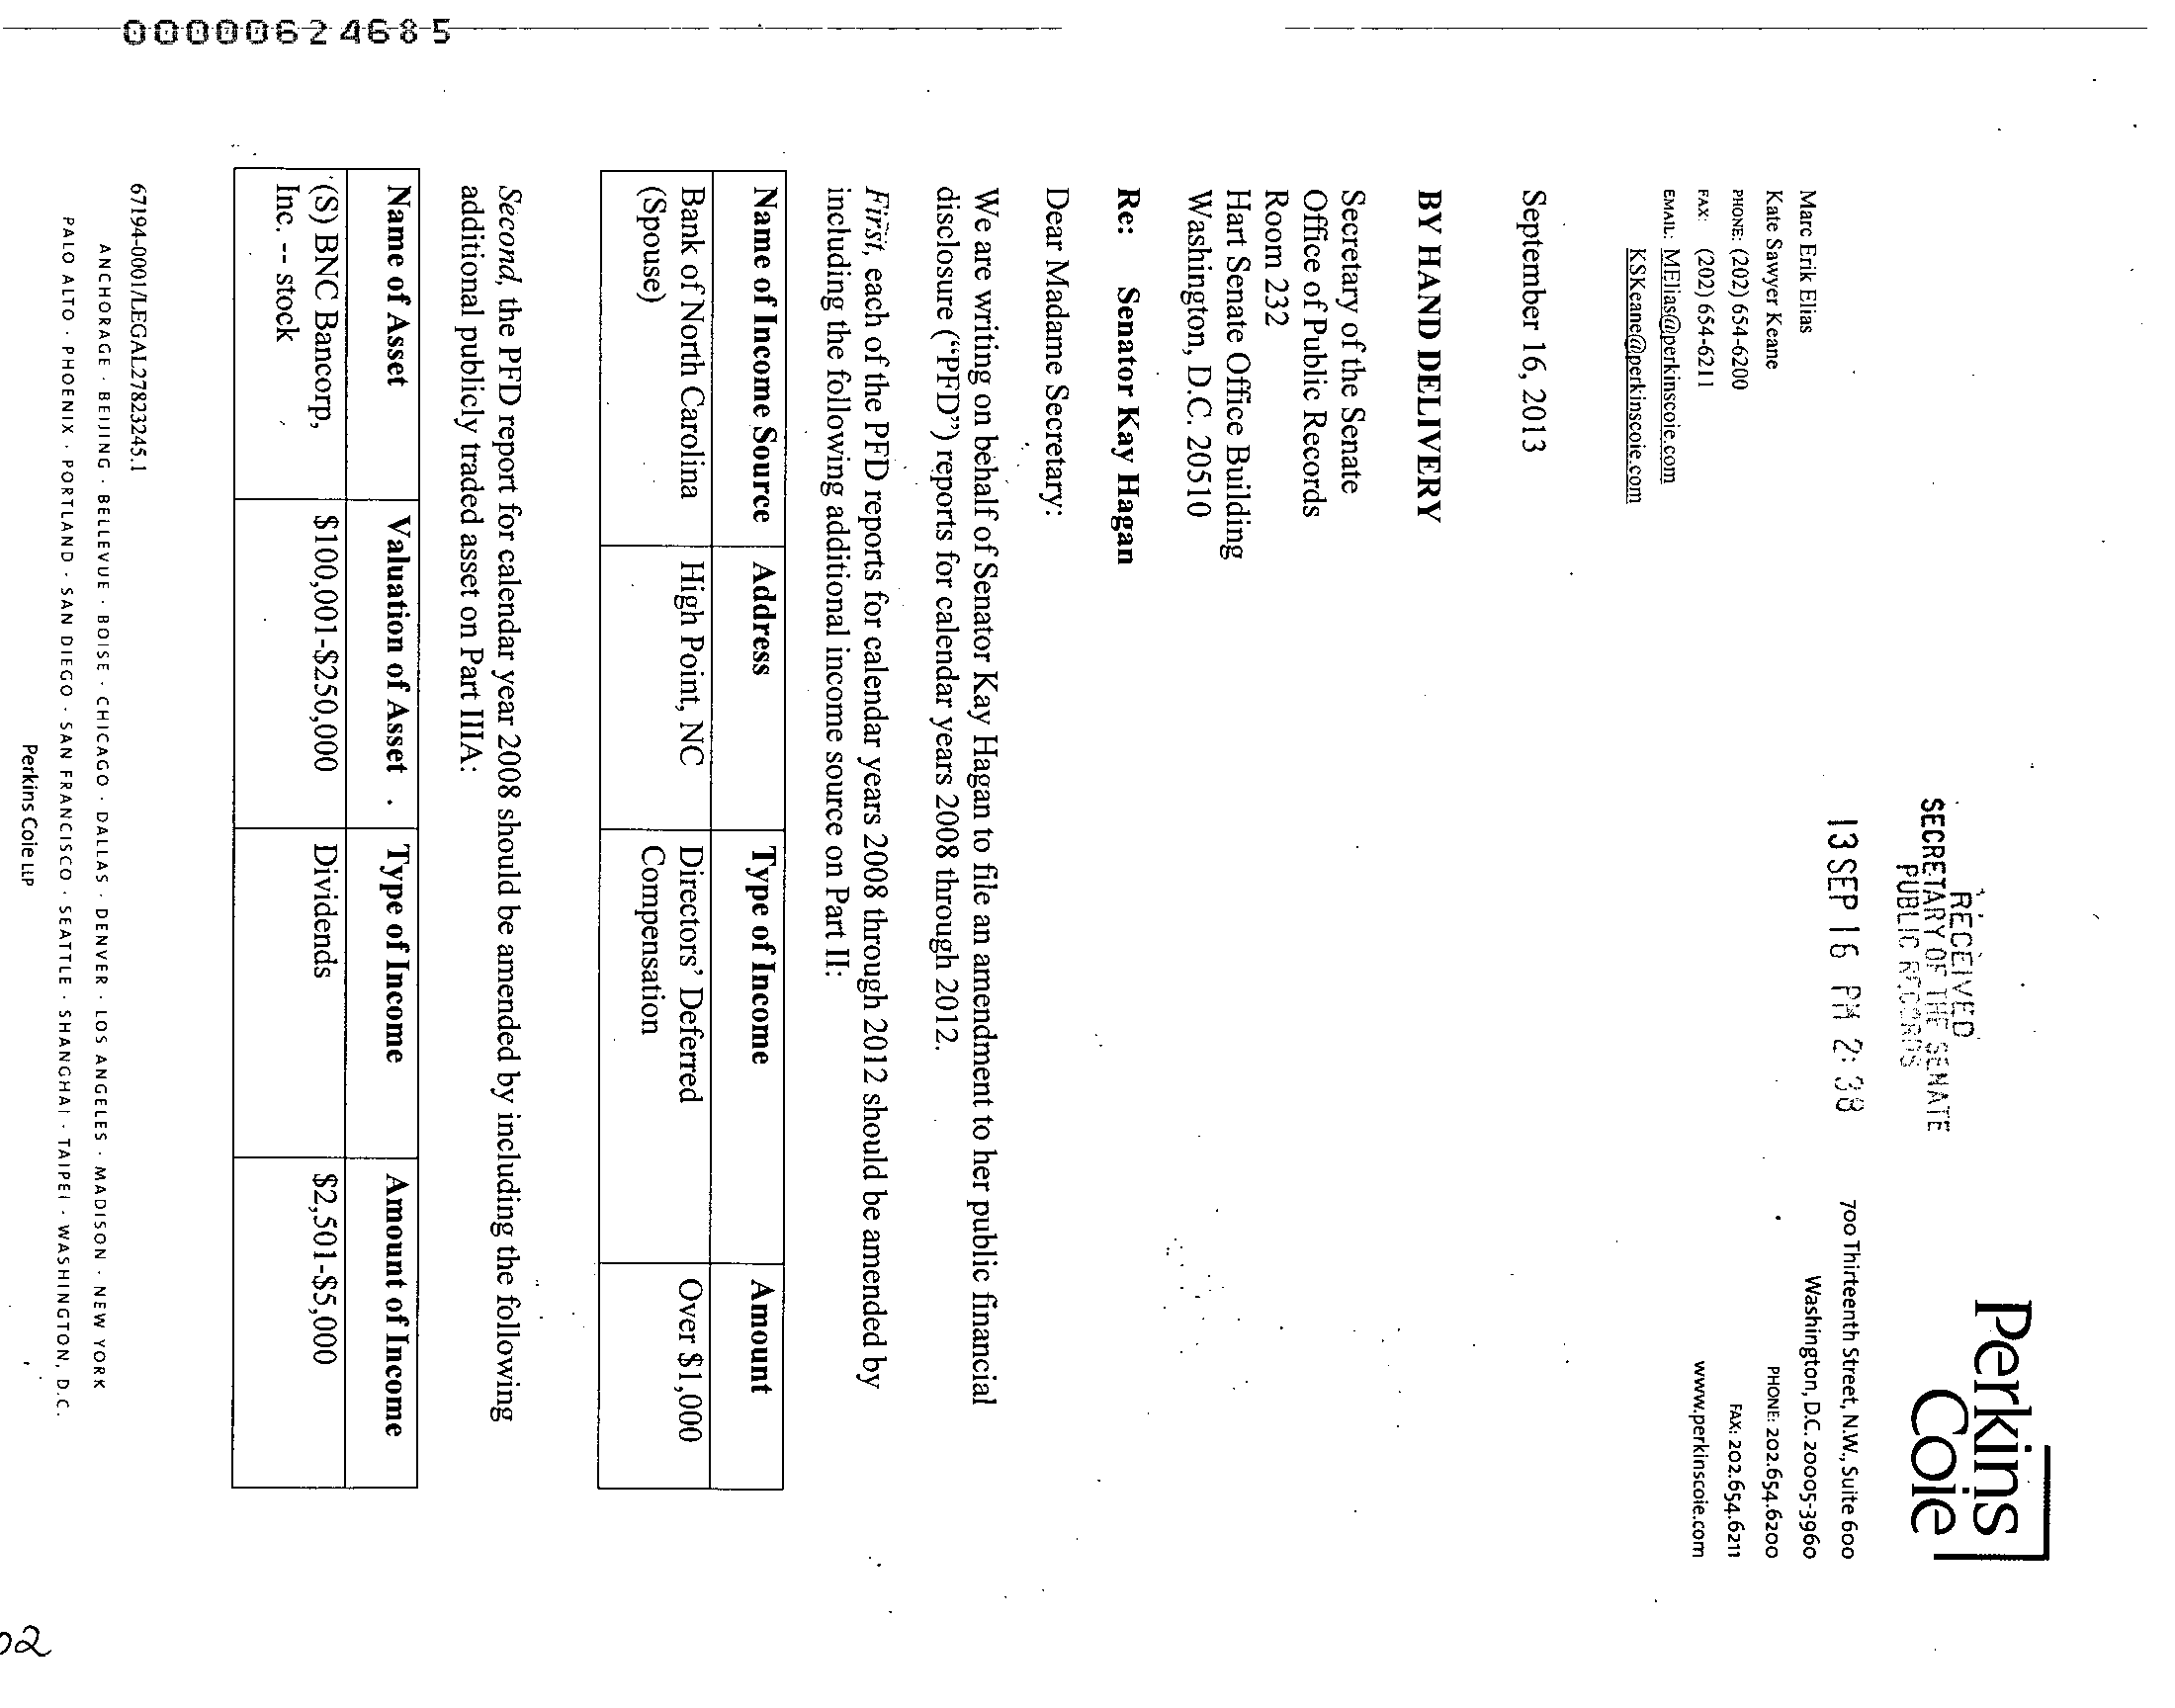 00000624685
Perkins
Coie
RECEIVED
SECRETARY OF THE SENATE
PUBLIC RECORDS
13 SEP 16 PM 2:38
700 Thirteenth Street, N.W., Suite 600
Washington, D.C. 20005-3960
PHONE: 202.654.6200
FAX: 202.654.6211
www.perkinscoie.com
Marc Erik Elias
Kate Sawyer Keane
PHONE: (202) 654-6200
FAX: (202) 654-6211
EMAIL: MElias@perkinscoie.com
KSKeane@perkinscoie.com
September 16, 2013
BY HAND DELIVERY
Secretary of the Senate
Office of Public Records
Room 232
Hart Senate Office Building
Washington, D.C. 20510
Re: Senator Kay Hagan
Dear Madame Secretary:
We are writing on behalf of Senator Kay Hagan to file an amendment to her public financial
disclosure ("PFD") reports for calendar years 2008 through 2012.
First, each of the PFD reports for calendar years 2008 through 2012 should be amended by
including the following additional income source on Part II:
Name of Income Source Address Type of Income Amount
Bank of North Carolina High Point, NC Directors' Deferred Over $1,000
(Spouse) Compensation
Second, the PFD report for calendar year 2008 should be amended by including the following
additional publicly traded asset on Part IIIA:
Name of Asset Valuation of Asset Type of Income Amount of Income
(S) BNC Bancorp, $100,001-$250,000 Dividends $2,501-$5,000
Inc. -- stock
67194-0001/LEGAL27823245.1
ANCHORAGE · BEIJING · BELLEVUE · BOISE · CHICAGO · DALLAS · DENVER · LOS ANGELES · MADISON · NEW YORK
PALO ALTO · PHOENIX · PORTLAND · SAN DIEGO · SAN FRANCISCO · SEATTLE · SHANGHAI · TAIPEI · WASHINGTON, D.C.
Perkins Coie LLP